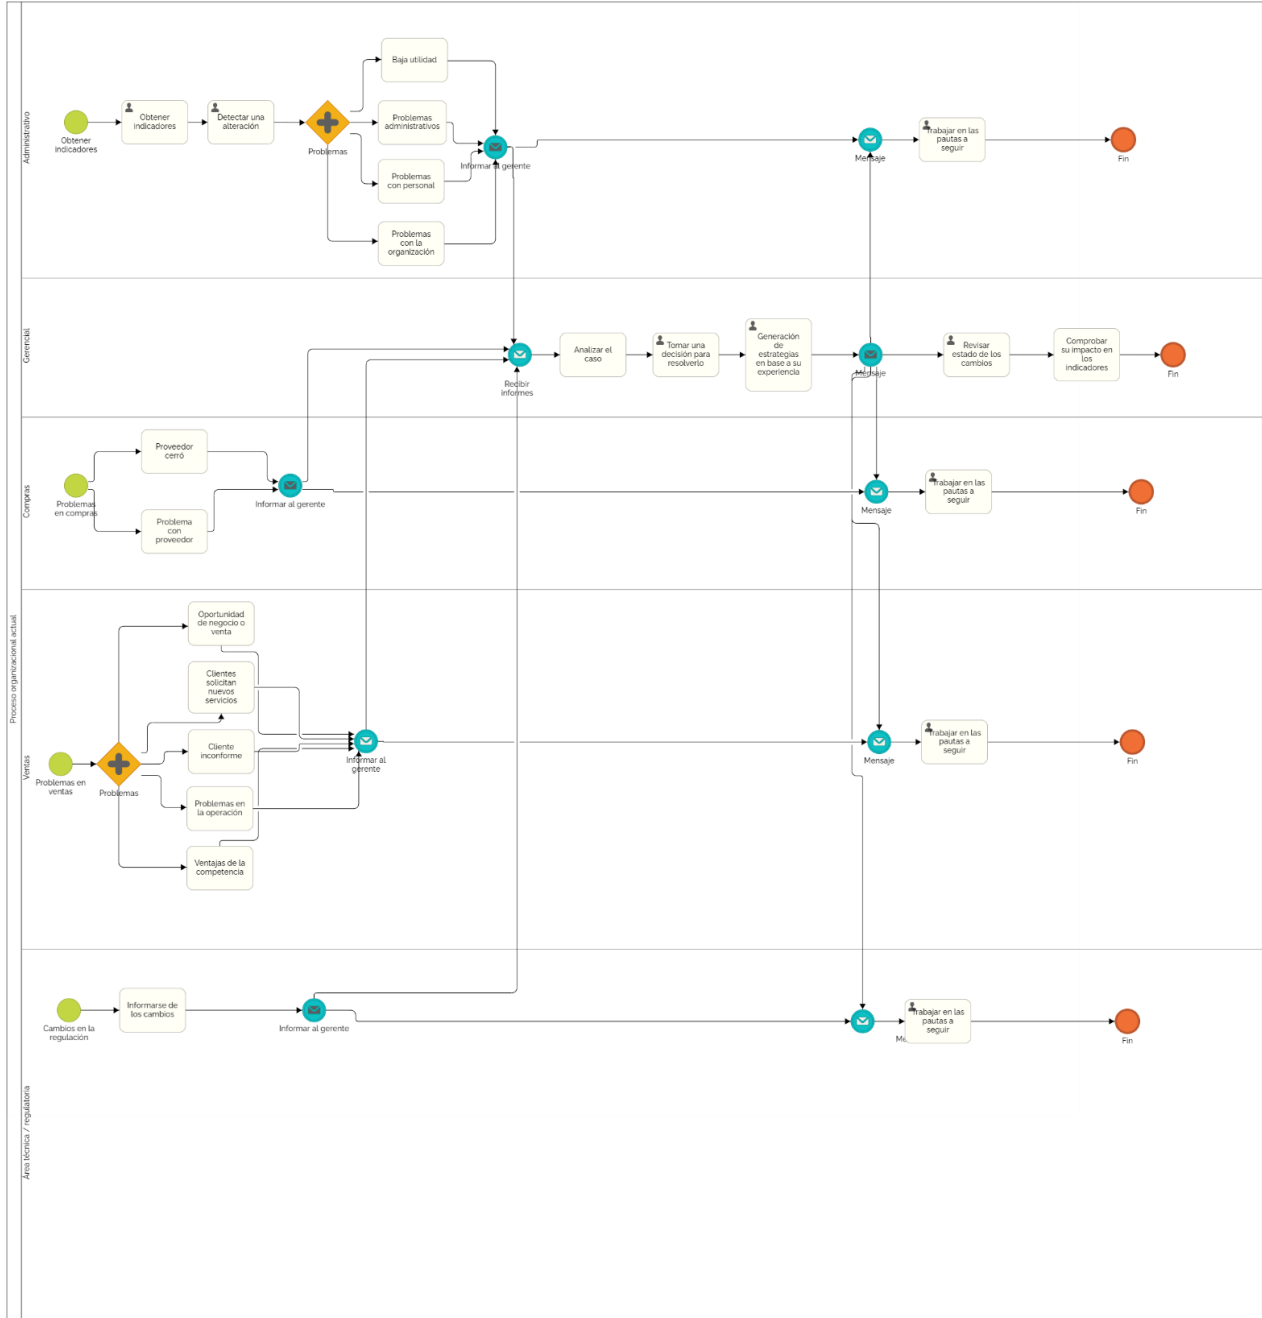 Proceso organizacional actual
Administrativo
Obtener
indicadores
Obtener
indicadores
Detectar una
alteración
Problemas
Baja utilidad
Problemas
administrativos
Problemas
con personal
Problemas
con la
organización
Informar al gerente
Mensaje
Trabajar en las
pautas a
seguir
Fin
Gerencial
Recibir
informes
Analizar el
caso
Tomar una
decisión para
resolverlo
Generación
de
estrategias
en base a su
experiencia
Mensaje
Revisar
estado de los
cambios
Comprobar
su impacto en
los
indicadores
Fin
Compras
Problemas
en compras
Proveedor
cerró
Problema
con
proveedor
Informar al gerente
Mensaje
Trabajar en las
pautas a
seguir
Fin
Ventas
Problemas en
ventas
Problemas
Oportunidad
de negocio o
venta
Clientes
solicitan
nuevos
servicios
Cliente
inconforme
Problemas en
la operación
Ventajas de la
competencia
Informar al
gerente
Mensaje
Trabajar en las
pautas a
seguir
Fin
Área técnica / regulatoria
Cambios en la
regulación
Informarse de
los cambios
Informar al gerente
Me
Trabajar en las
pautas a
seguir
Fin